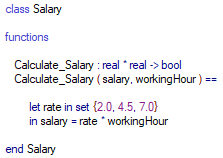 class Salary
functions
Calculate_Salary : real * real -> bool
Calculate_Salary ( salary, workingHour ) ==
let rate in set {2.0, 4.5, 7.0}
in salary = rate * workingHour
end Salary